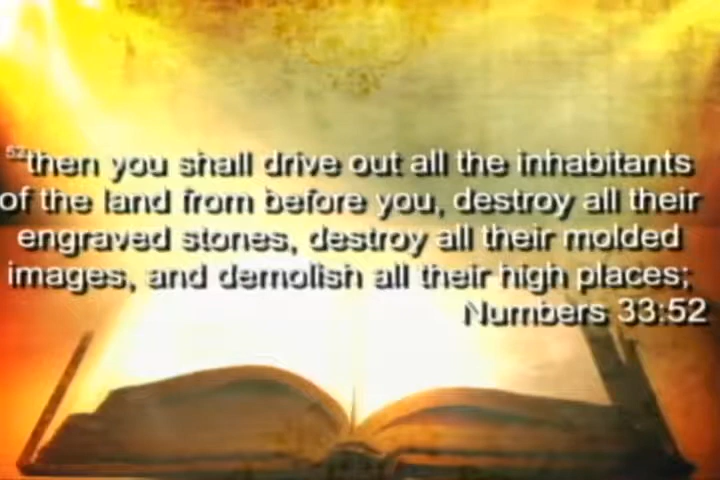 52then you shall drive out all the inhabitants
of the land from before you, destroy all their
engraved stones, destroy all their molded
images, and demolish all their high places;
Numbers 33:52